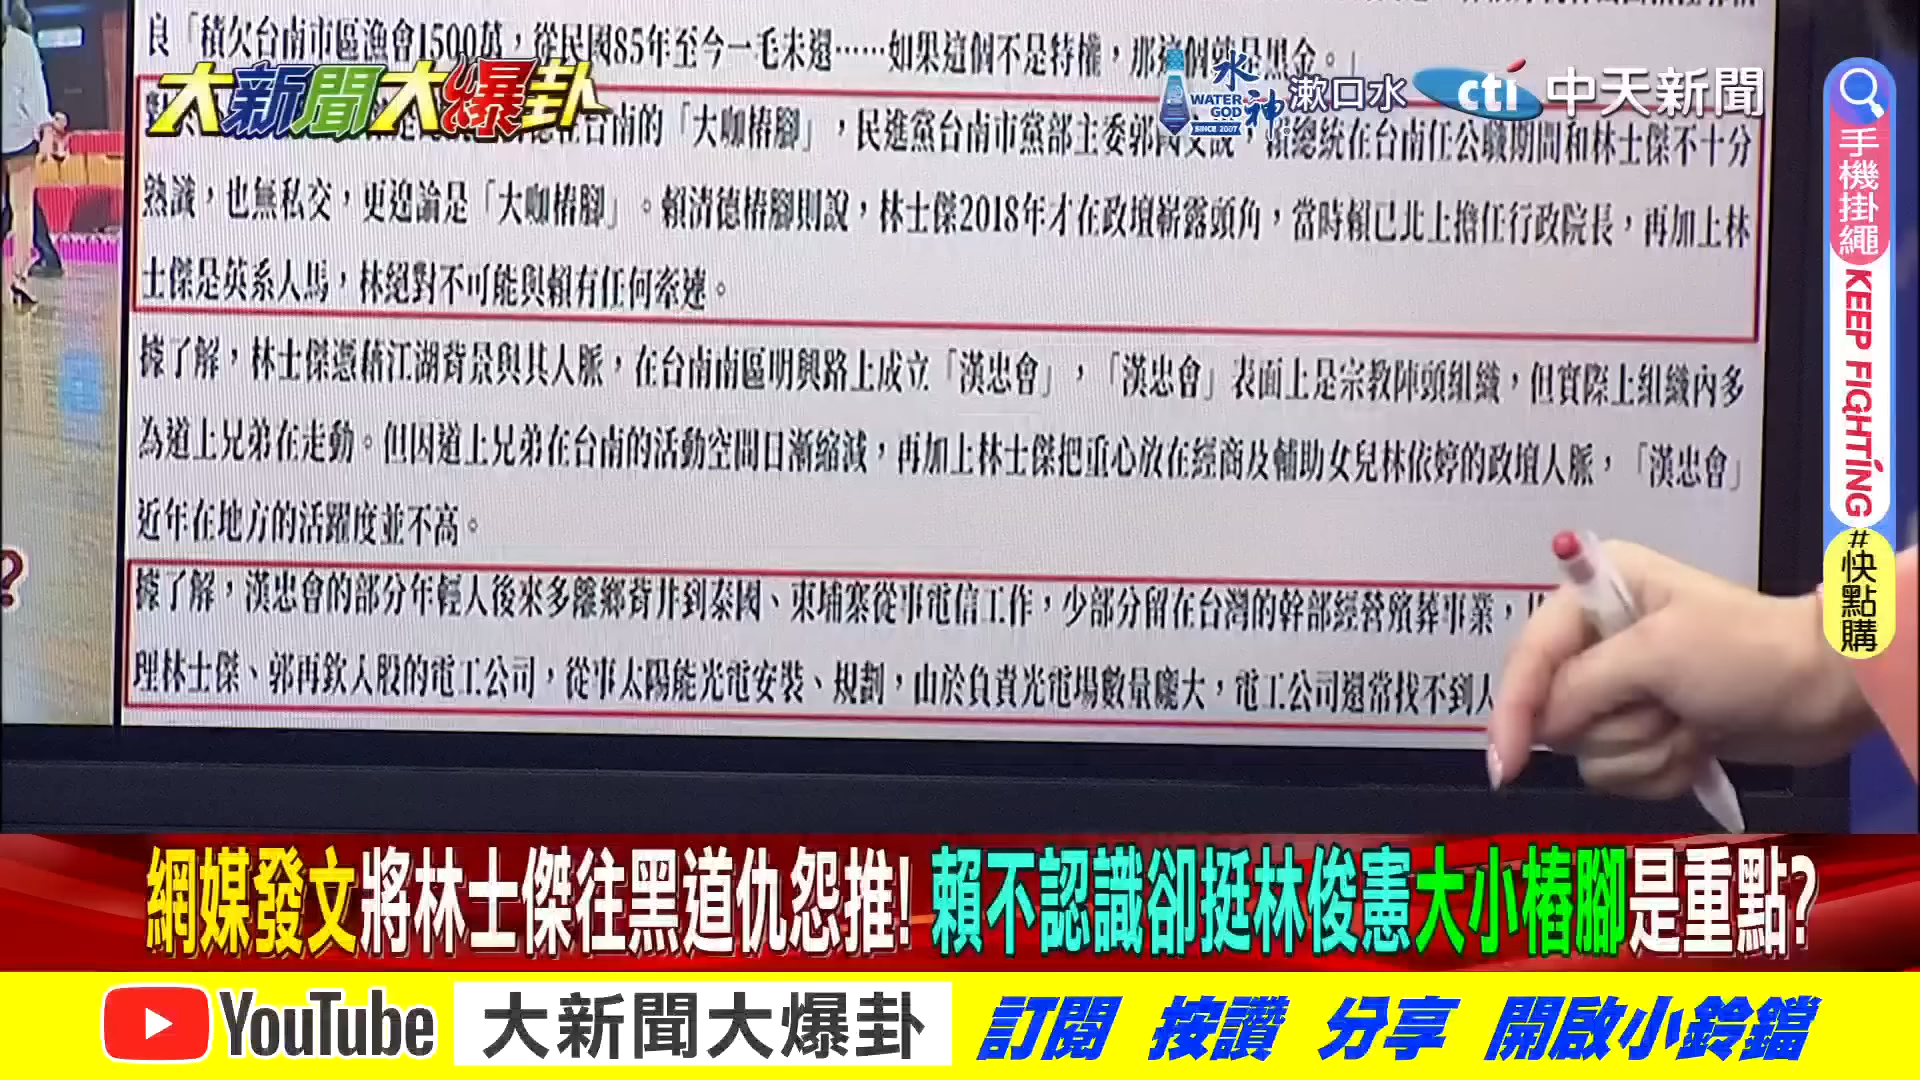 良「積欠台南市區漁會1500萬，從民國85年至今一毛未還……如果這個不是特權，那這個就是黑金。」
大新聞大爆卦
水神
WATER GOD
SINCE 2007
漱口水
cti 中天新聞
台南的「大咖樁腳」，民進黨台南市黨部主委郭國文說，賴總統在台南任公職期間和林士傑不十分
熟識，也無私交，更遑論是「大咖樁腳」。賴清德樁腳則說，林士傑2018年才在政壇嶄露頭角，當時賴已北上擔任行政院長，再加上林
士傑是英系人馬，林絕對不可能與賴有任何牽連。
據了解，林士傑憑藉江湖背景與其人脈，在台南南區明興路上成立「漢忠會」，「漢忠會」表面上是宗教陣頭組織，但實際上組織內多
為道上兄弟在走動。但因道上兄弟在台南的活動空間日漸縮減，再加上林士傑把重心放在經商及輔助女兒林依婷的政壇人脈，「漢忠會」
近年在地方的活躍度並不高。
據了解，漢忠會的部分年輕人後來多離鄉背井到泰國、柬埔寨從事電信工作，少部分留在台灣的幹部經營殯葬事業，
理林士傑、郭再欽入股的電工公司，從事太陽能光電安裝、規劃，由於負責光電場數量龐大，電工公司還常找不到人
?
手機掛繩
KEEP FIGHTING
#快點購
網媒發文將林士傑往黑道仇怨推! 賴不認識卻挺林俊憲大小樁腳是重點?
YouTube 大新聞大爆卦 訂閱 按讚 分享 開啟小鈴鐺